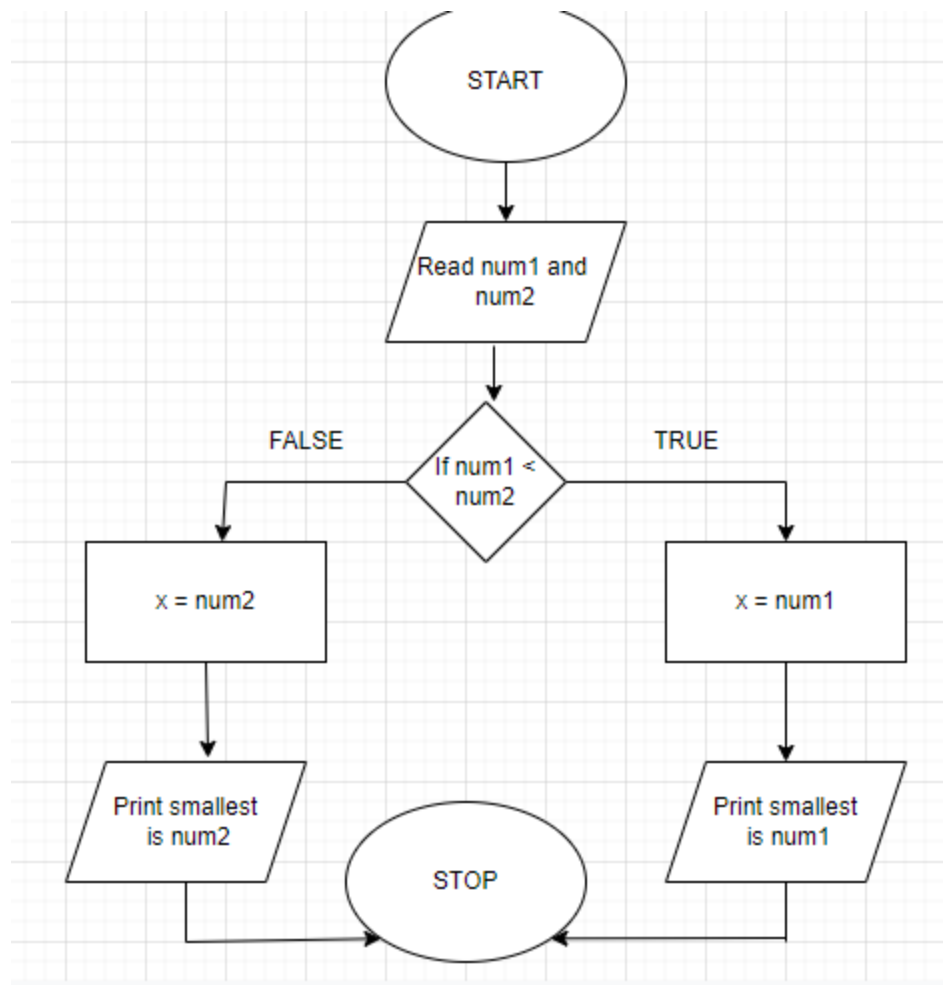 START
Read num1 and
num2
FALSE
TRUE
If num1 <
num2
x = num2
x = num1
Print smallest
is num2
Print smallest
is num1
STOP